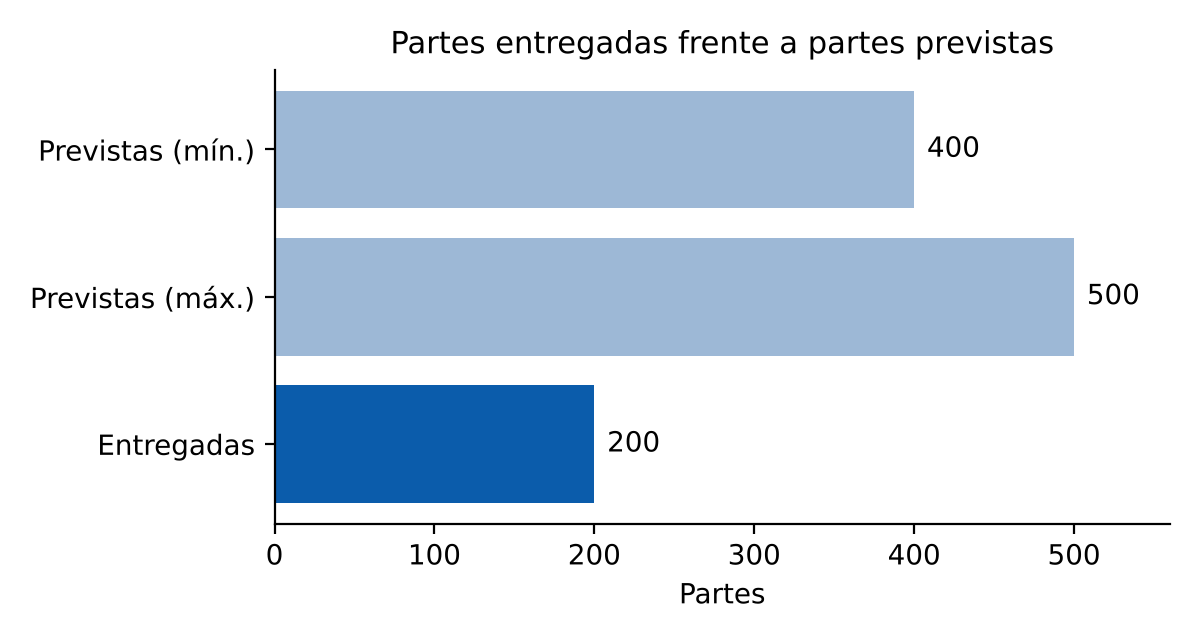 Partes entregadas frente a partes previstas
Previstas (mín.)
400
Previstas (máx.)
500
Entregadas
200
0 100 200 300 400 500
Partes